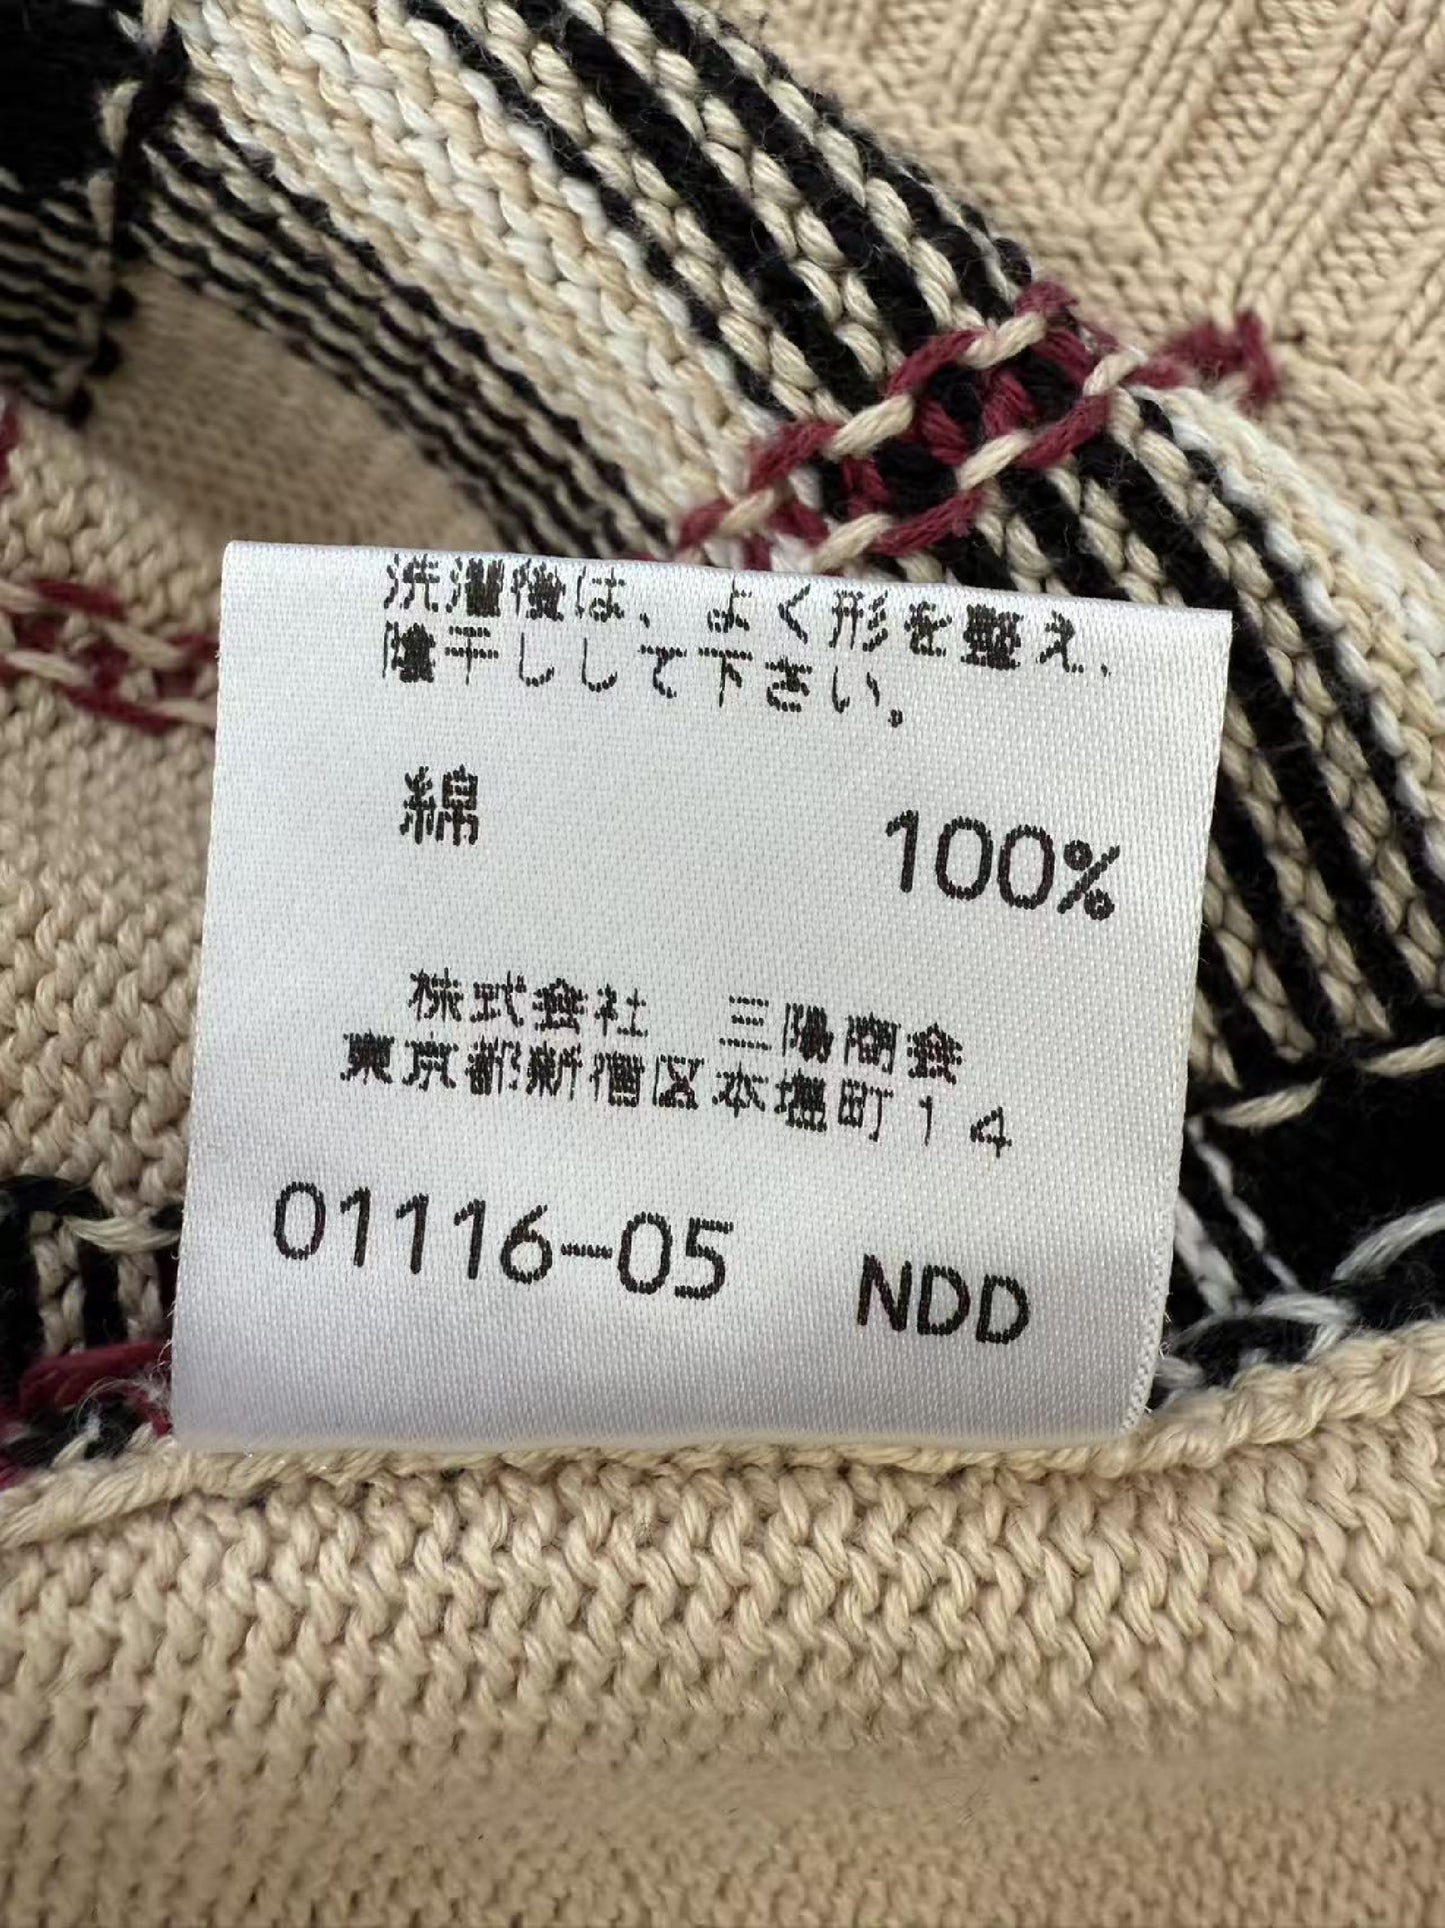 洗濯後は、よく形を整え、
陰干しして下さい。
綿 100%
株式会社 三陽商会
東京都新宿区本塩町14
01116-05 NDD